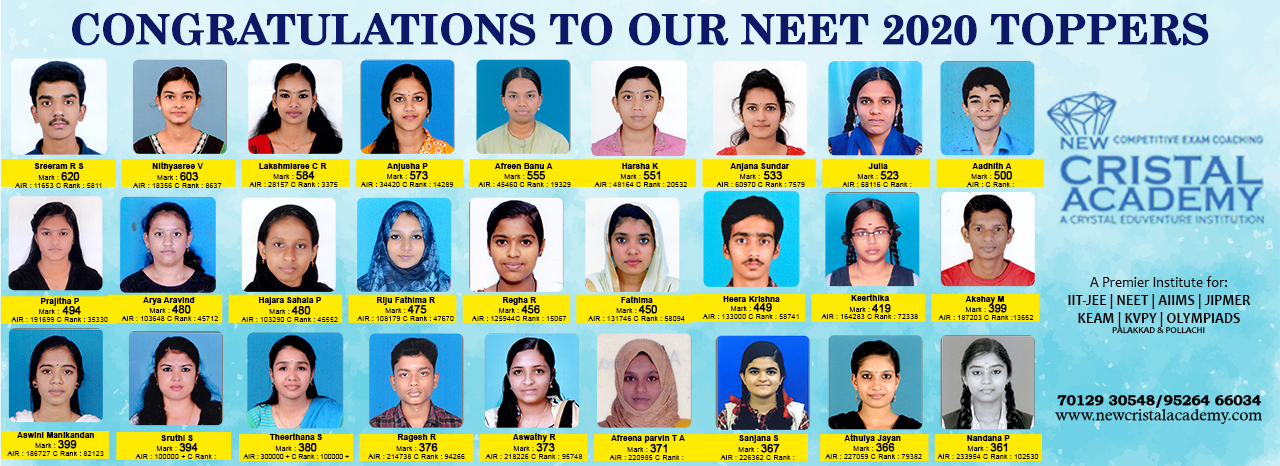 CONGRATULATIONS TO OUR NEET 2020 TOPPERS
Sreeram R S
Mark : 620
AIR : 11653 C Rank : 5811
Nithyasree V
Mark : 603
AIR : 18356 C Rank : 8637
Lakshmisree C R
Mark : 584
AIR : 28157 C Rank : 3375
Anjusha P
Mark : 573
AIR : 34420 C Rank : 14289
Afreen Banu A
Mark : 555
AIR : 45460 C Rank : 19329
Harsha K
Mark : 551
AIR : 48164 C Rank : 20532
Anjana Sundar
Mark : 533
AIR : 60970 C Rank : 7579
Julia
Mark : 523
AIR : 68116 C Rank :
Aadhith A
Mark : 500
AIR : C Rank :
Prajitha P
Mark : 494
AIR : 191699 C Rank : 35330
Arya Aravind
Mark : 480
AIR : 103648 C Rank : 45712
Hajara Sahala P
Mark : 480
AIR : 103290 C Rank : 45552
Riju Fathima R
Mark : 475
AIR : 108179 C Rank : 47670
Regha R
Mark : 456
AIR : 125944C Rank : 15067
Fathima
Mark : 450
AIR : 131746 C Rank : 58094
Heera Krishna
Mark : 449
AIR : 133000 C Rank : 58741
Keerthika
Mark : 419
AIR : 164283 C Rank : 72338
Akshay M
Mark : 399
AIR : 187203 C Rank :13652
Aswini Manikandan
Mark : 399
AIR : 186727 C Rank : 82123
Sruthi S
Mark : 394
AIR : 100000 + C Rank :
Theerthana S
Mark : 380
AIR : 300000 + C Rank : 100000 +
Ragesh R
Mark : 376
AIR : 214738 C Rank : 94266
Aswathy R
Mark : 373
AIR : 218226 C Rank : 95748
Afreena parvin T A
Mark : 371
AIR : 220985 C Rank :
Sanjana S
Mark : 367
AIR : 226362 C Rank :
Athulya Jayan
Mark : 366
AIR : 227059 C Rank : 79382
Nandana P
Mark : 361
AIR : 233954 C Rank : 102530
NEW COMPETITIVE EXAM COACHING
CRISTAL
ACADEMY
A CRYSTAL EDUVENTURE INSTITUTION
A Premier Institute for:
IIT-JEE | NEET | AIIMS | JIPMER
KEAM | KVPY | OLYMPIADS
PALAKKAD & POLLACHI
70129 30548/95264 66034
www.newcristalacademy.com